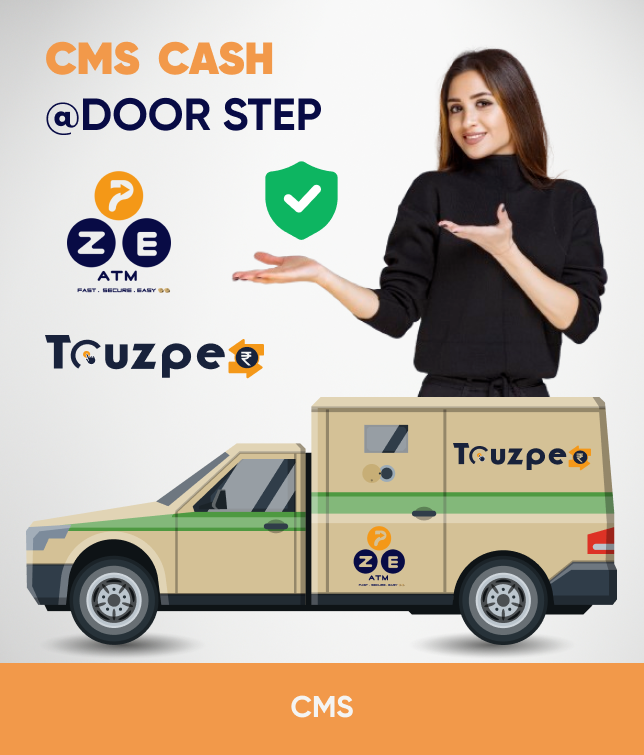 CMS CASH
@DOOR STEP
ZE
ATM
FAST . SECURE . EASY
Touzpe₹
Touzpe₹
ZE
ATM
FAST . SECURE . EASY
CMS